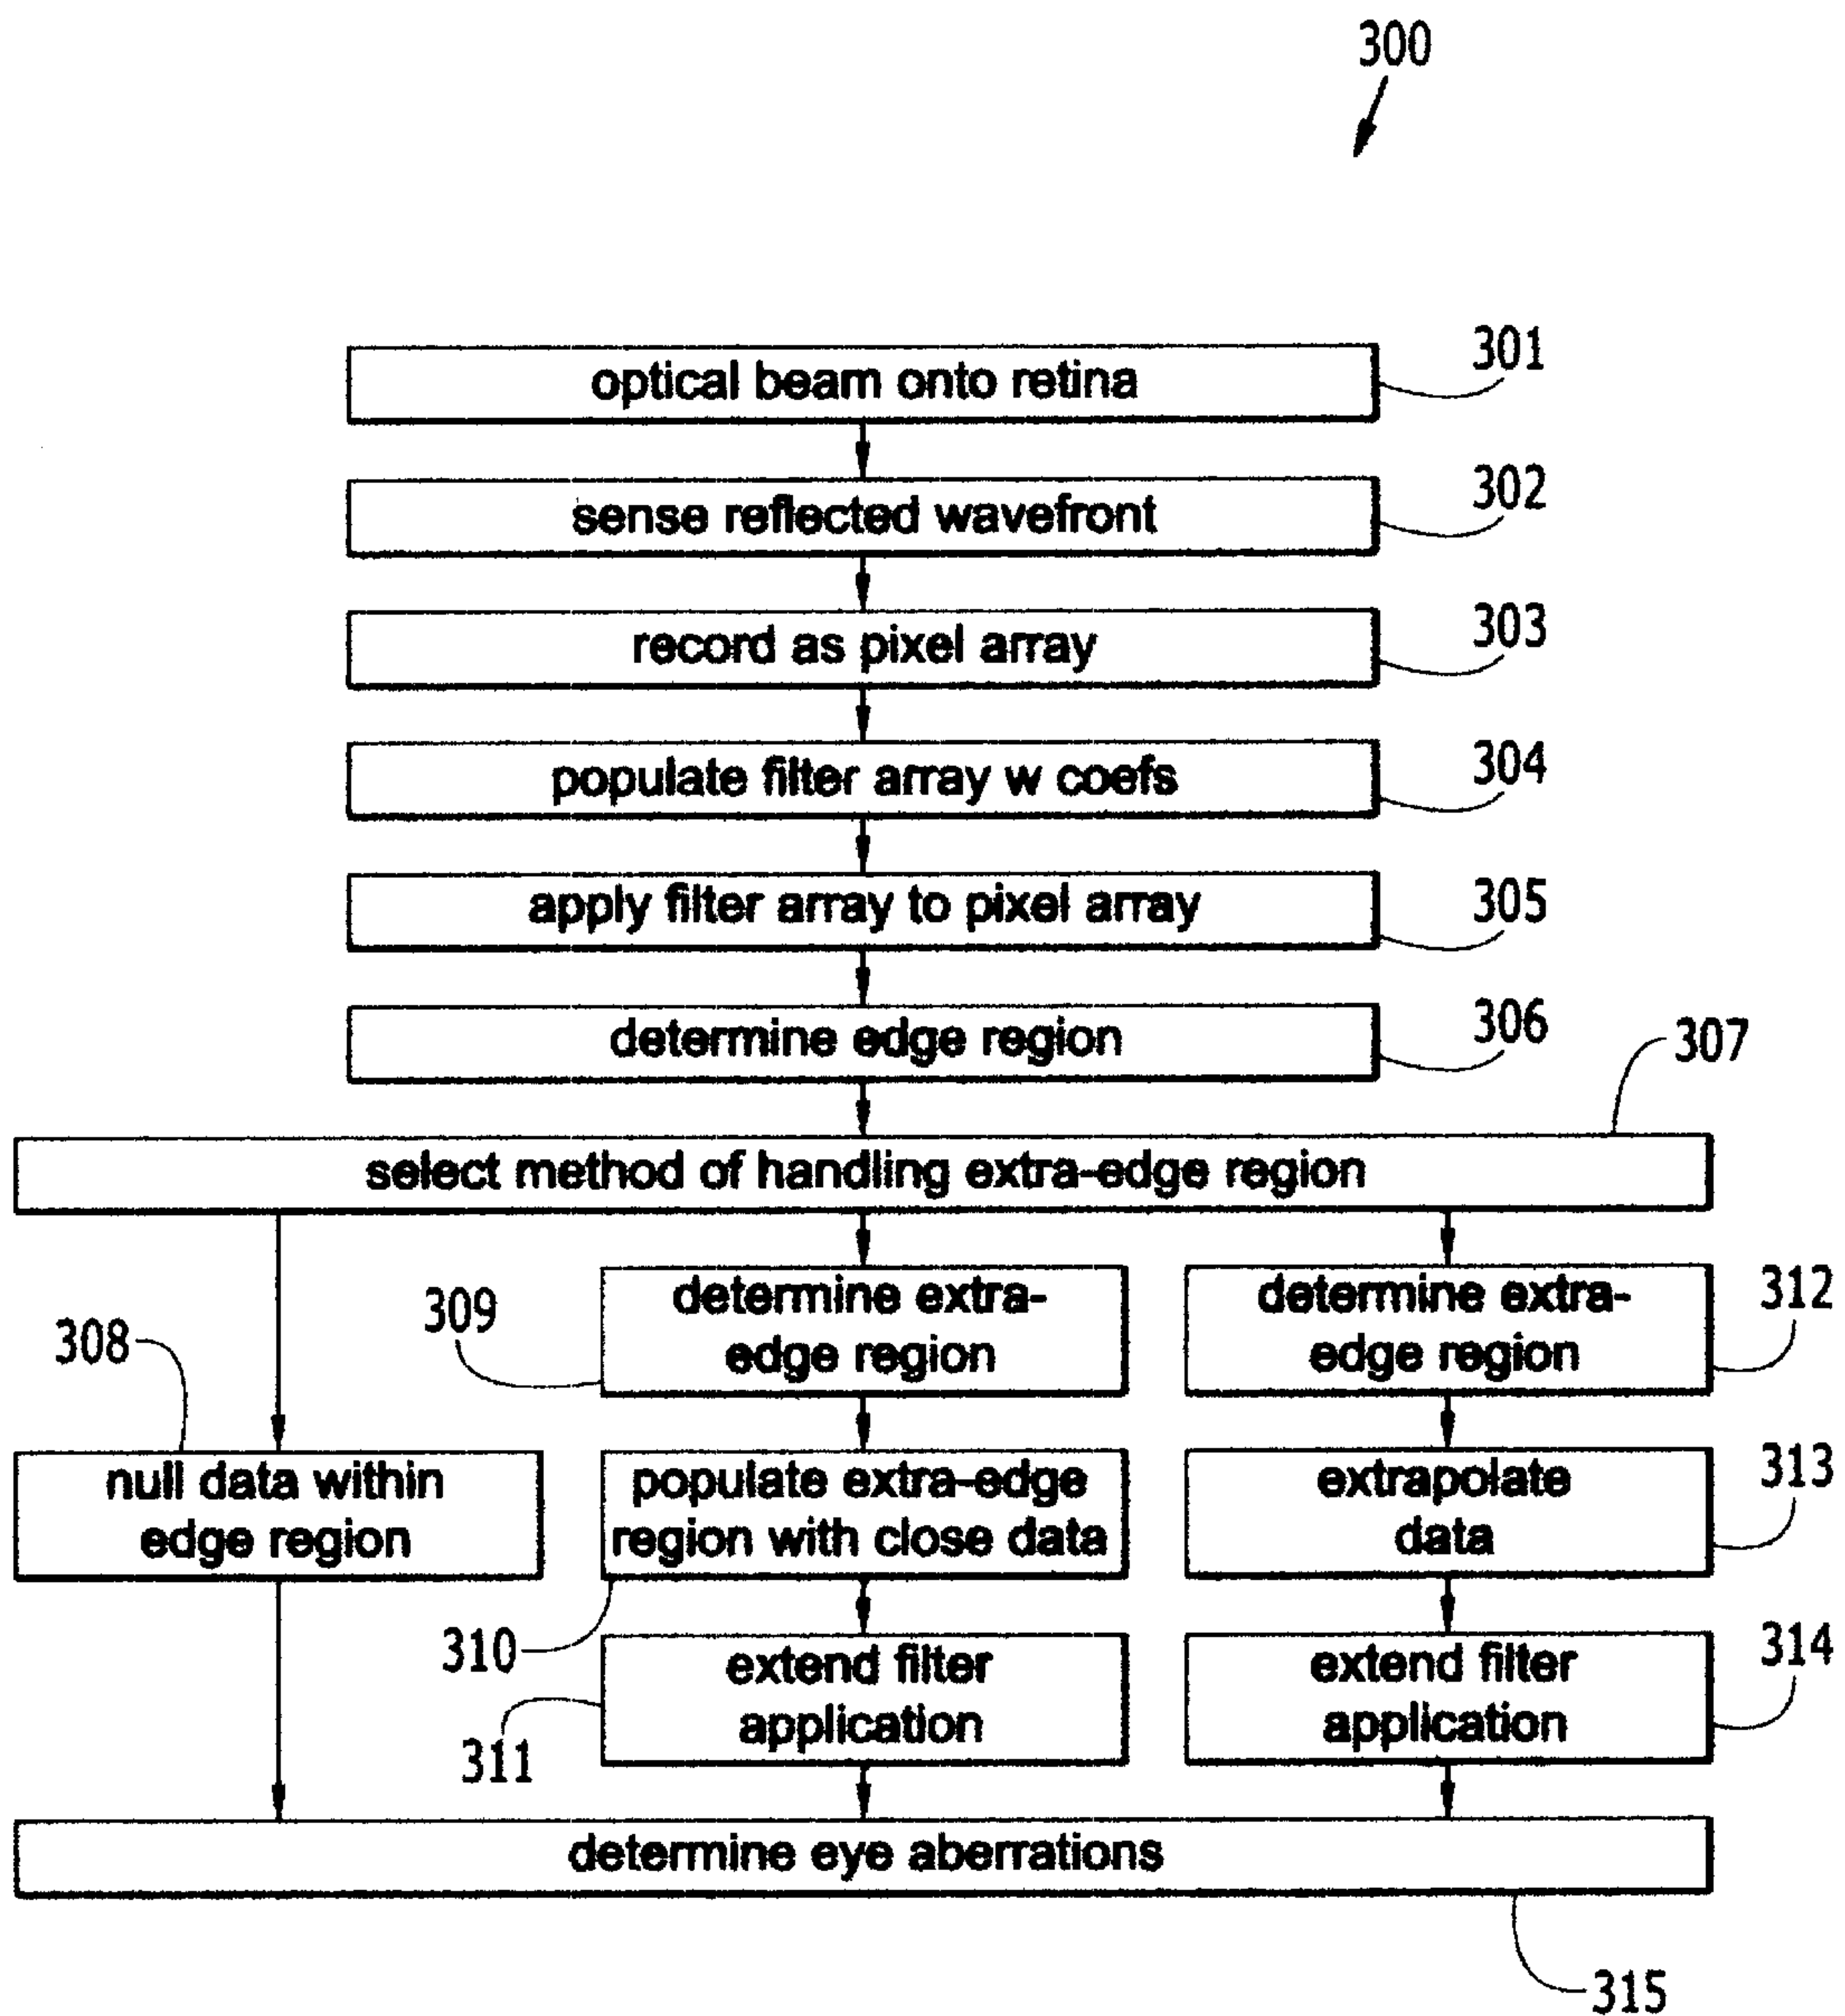 300
optical beam onto retina
301
sense reflected wavefront
302
record as pixel array
303
populate filter array w coefs
304
apply filter array to pixel array
305
determine edge region
306
307
select method of handling extra-edge region
308
null data within
edge region
309
determine extra-
edge region
310
populate extra-edge
region with close data
311
extend filter
application
312
determine extra-
edge region
313
extrapolate
data
314
extend filter
application
determine eye aberrations
315